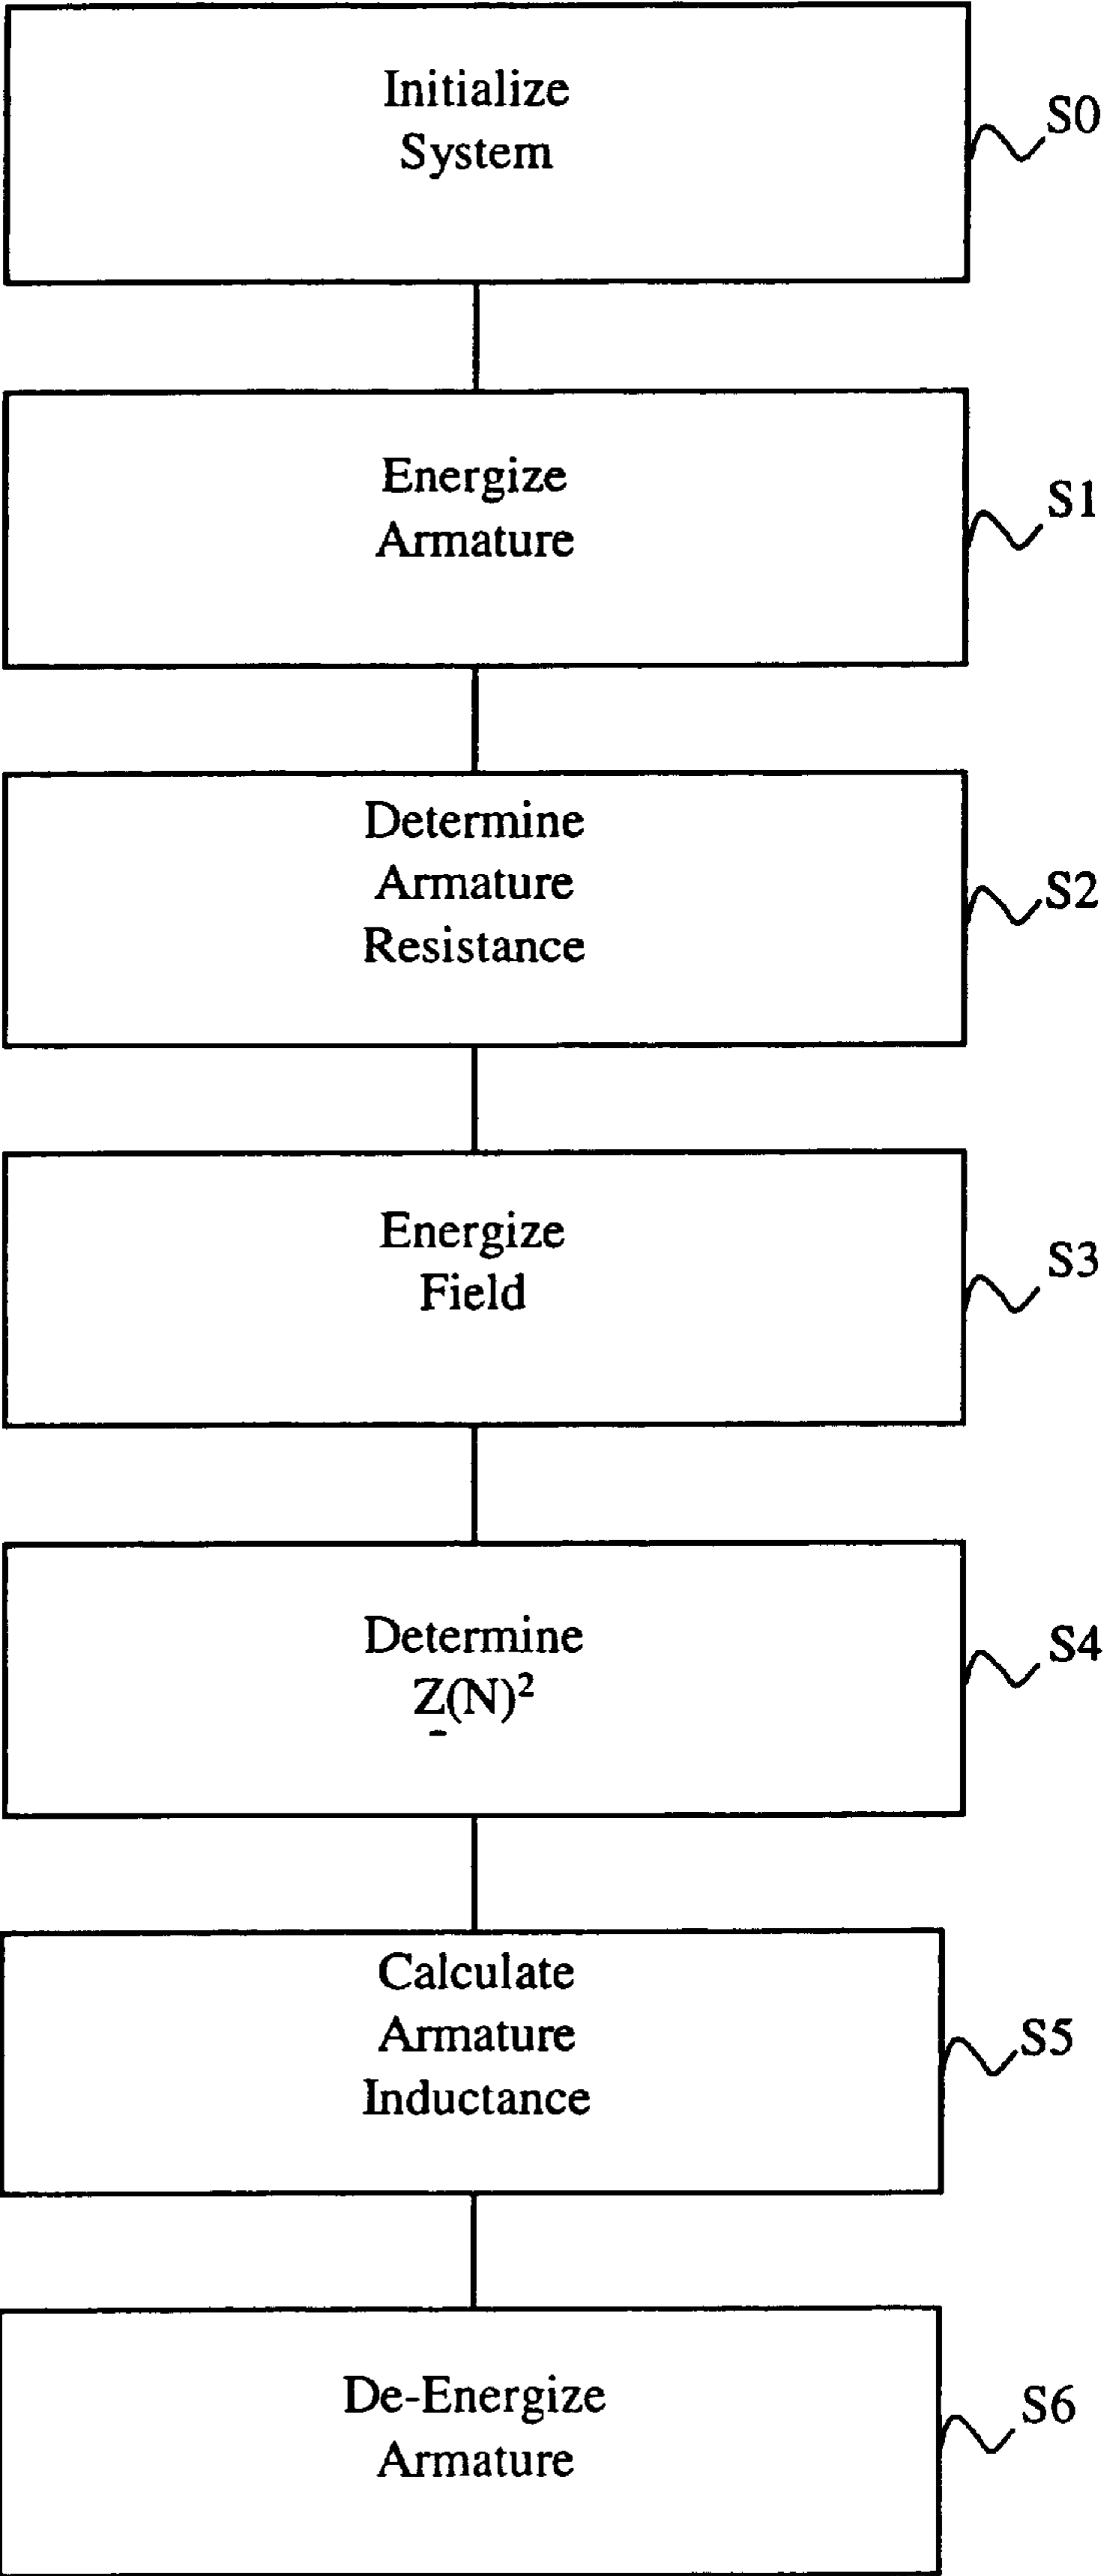 Initialize
System
S0
Energize
Armature
S1
Determine
Armature
Resistance
S2
Energize
Field
S3
Determine
Z(N)²
S4
Calculate
Armature
Inductance
S5
De-Energize
Armature
S6